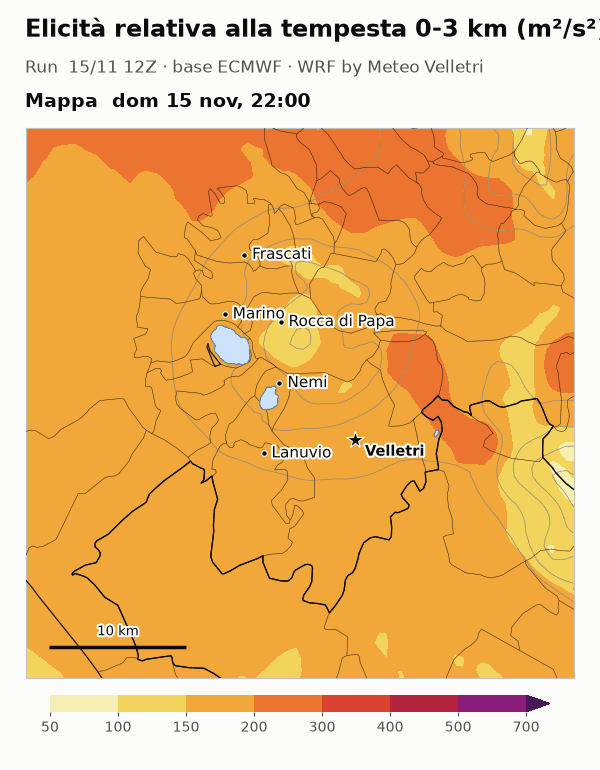 Elicità relativa alla tempesta 0-3 km (m²/s²)
Run 15/11 12Z · base ECMWF · WRF by Meteo Velletri
Mappa dom 15 nov, 22:00
Frascati
Marino
Rocca di Papa
Nemi
Velletri
Lanuvio
10 km
50 100 150 200 300 400 500 700